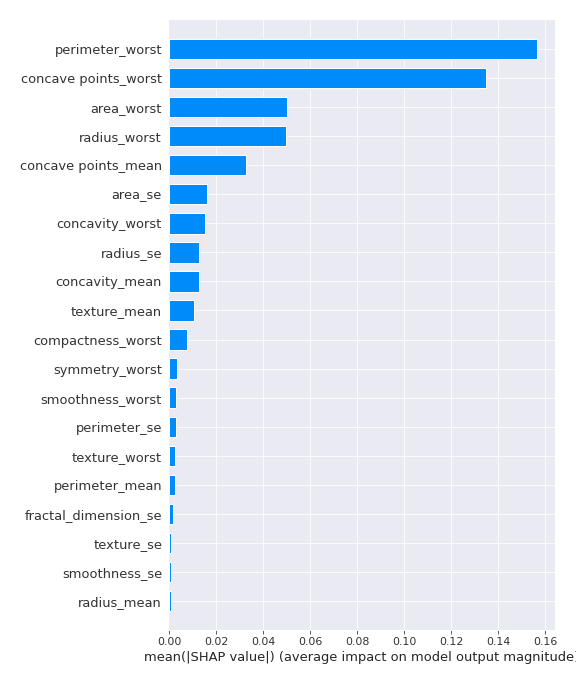 perimeter_worst
concave points_worst
area_worst
radius_worst
concave points_mean
area_se
concavity_worst
radius_se
concavity_mean
texture_mean
compactness_worst
symmetry_worst
smoothness_worst
perimeter_se
texture_worst
perimeter_mean
fractal_dimension_se
texture_se
smoothness_se
radius_mean
0.00 0.02 0.04 0.06 0.08 0.10 0.12 0.14 0.16
mean(|SHAP value|) (average impact on model output magnitude)